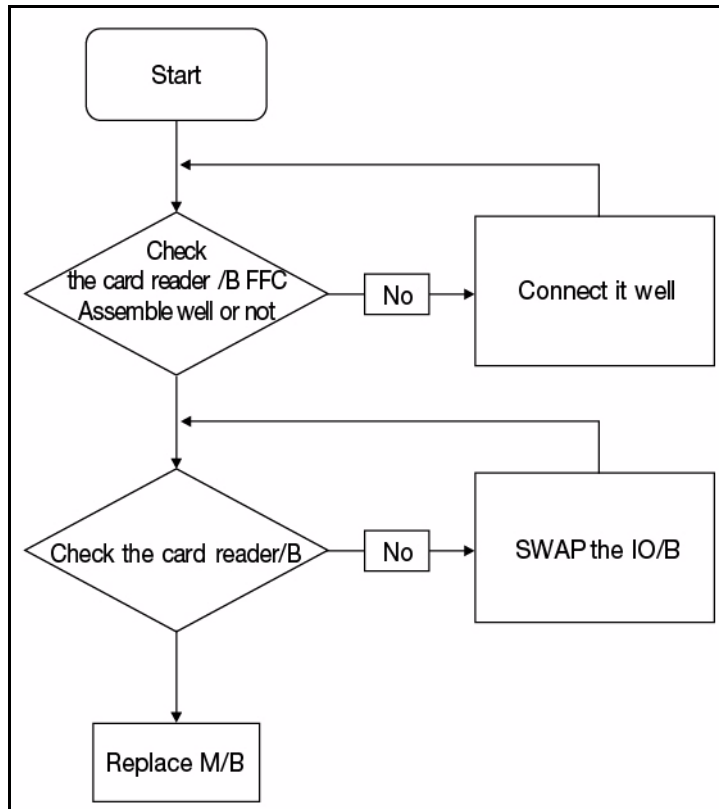 Start
Check
the card reader /B FFC
Assemble well or not
No
Connect it well
Check the card reader/B
No
SWAP the IO/B
Replace M/B